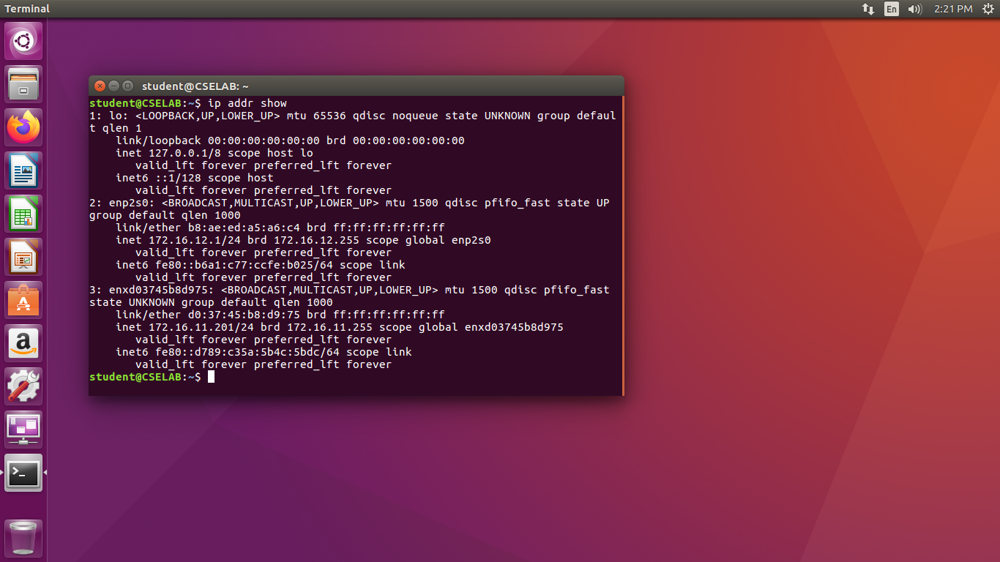 Terminal
En
2:21 PM
student@CSELAB: ~
student@CSELAB:~$ ip addr show
1: lo: <LOOPBACK,UP,LOWER_UP> mtu 65536 qdisc noqueue state UNKNOWN group defaul
t qlen 1
    link/loopback 00:00:00:00:00:00 brd 00:00:00:00:00:00
    inet 127.0.0.1/8 scope host lo
       valid_lft forever preferred_lft forever
    inet6 ::1/128 scope host
       valid_lft forever preferred_lft forever
2: enp2s0: <BROADCAST,MULTICAST,UP,LOWER_UP> mtu 1500 qdisc pfifo_fast state UP
group default qlen 1000
    link/ether b8:ae:ed:a5:a6:c4 brd ff:ff:ff:ff:ff:ff
    inet 172.16.12.1/24 brd 172.16.12.255 scope global enp2s0
       valid_lft forever preferred_lft forever
    inet6 fe80::b6a1:c77:ccfe:b025/64 scope link
       valid_lft forever preferred_lft forever
3: enxd03745b8d975: <BROADCAST,MULTICAST,UP,LOWER_UP> mtu 1500 qdisc pfifo_fast
state UNKNOWN group default qlen 1000
    link/ether d0:37:45:b8:d9:75 brd ff:ff:ff:ff:ff:ff
    inet 172.16.11.201/24 brd 172.16.11.255 scope global enxd03745b8d975
       valid_lft forever preferred_lft forever
    inet6 fe80::d789:c35a:5b4c:5bdc/64 scope link
       valid_lft forever preferred_lft forever
student@CSELAB:~$